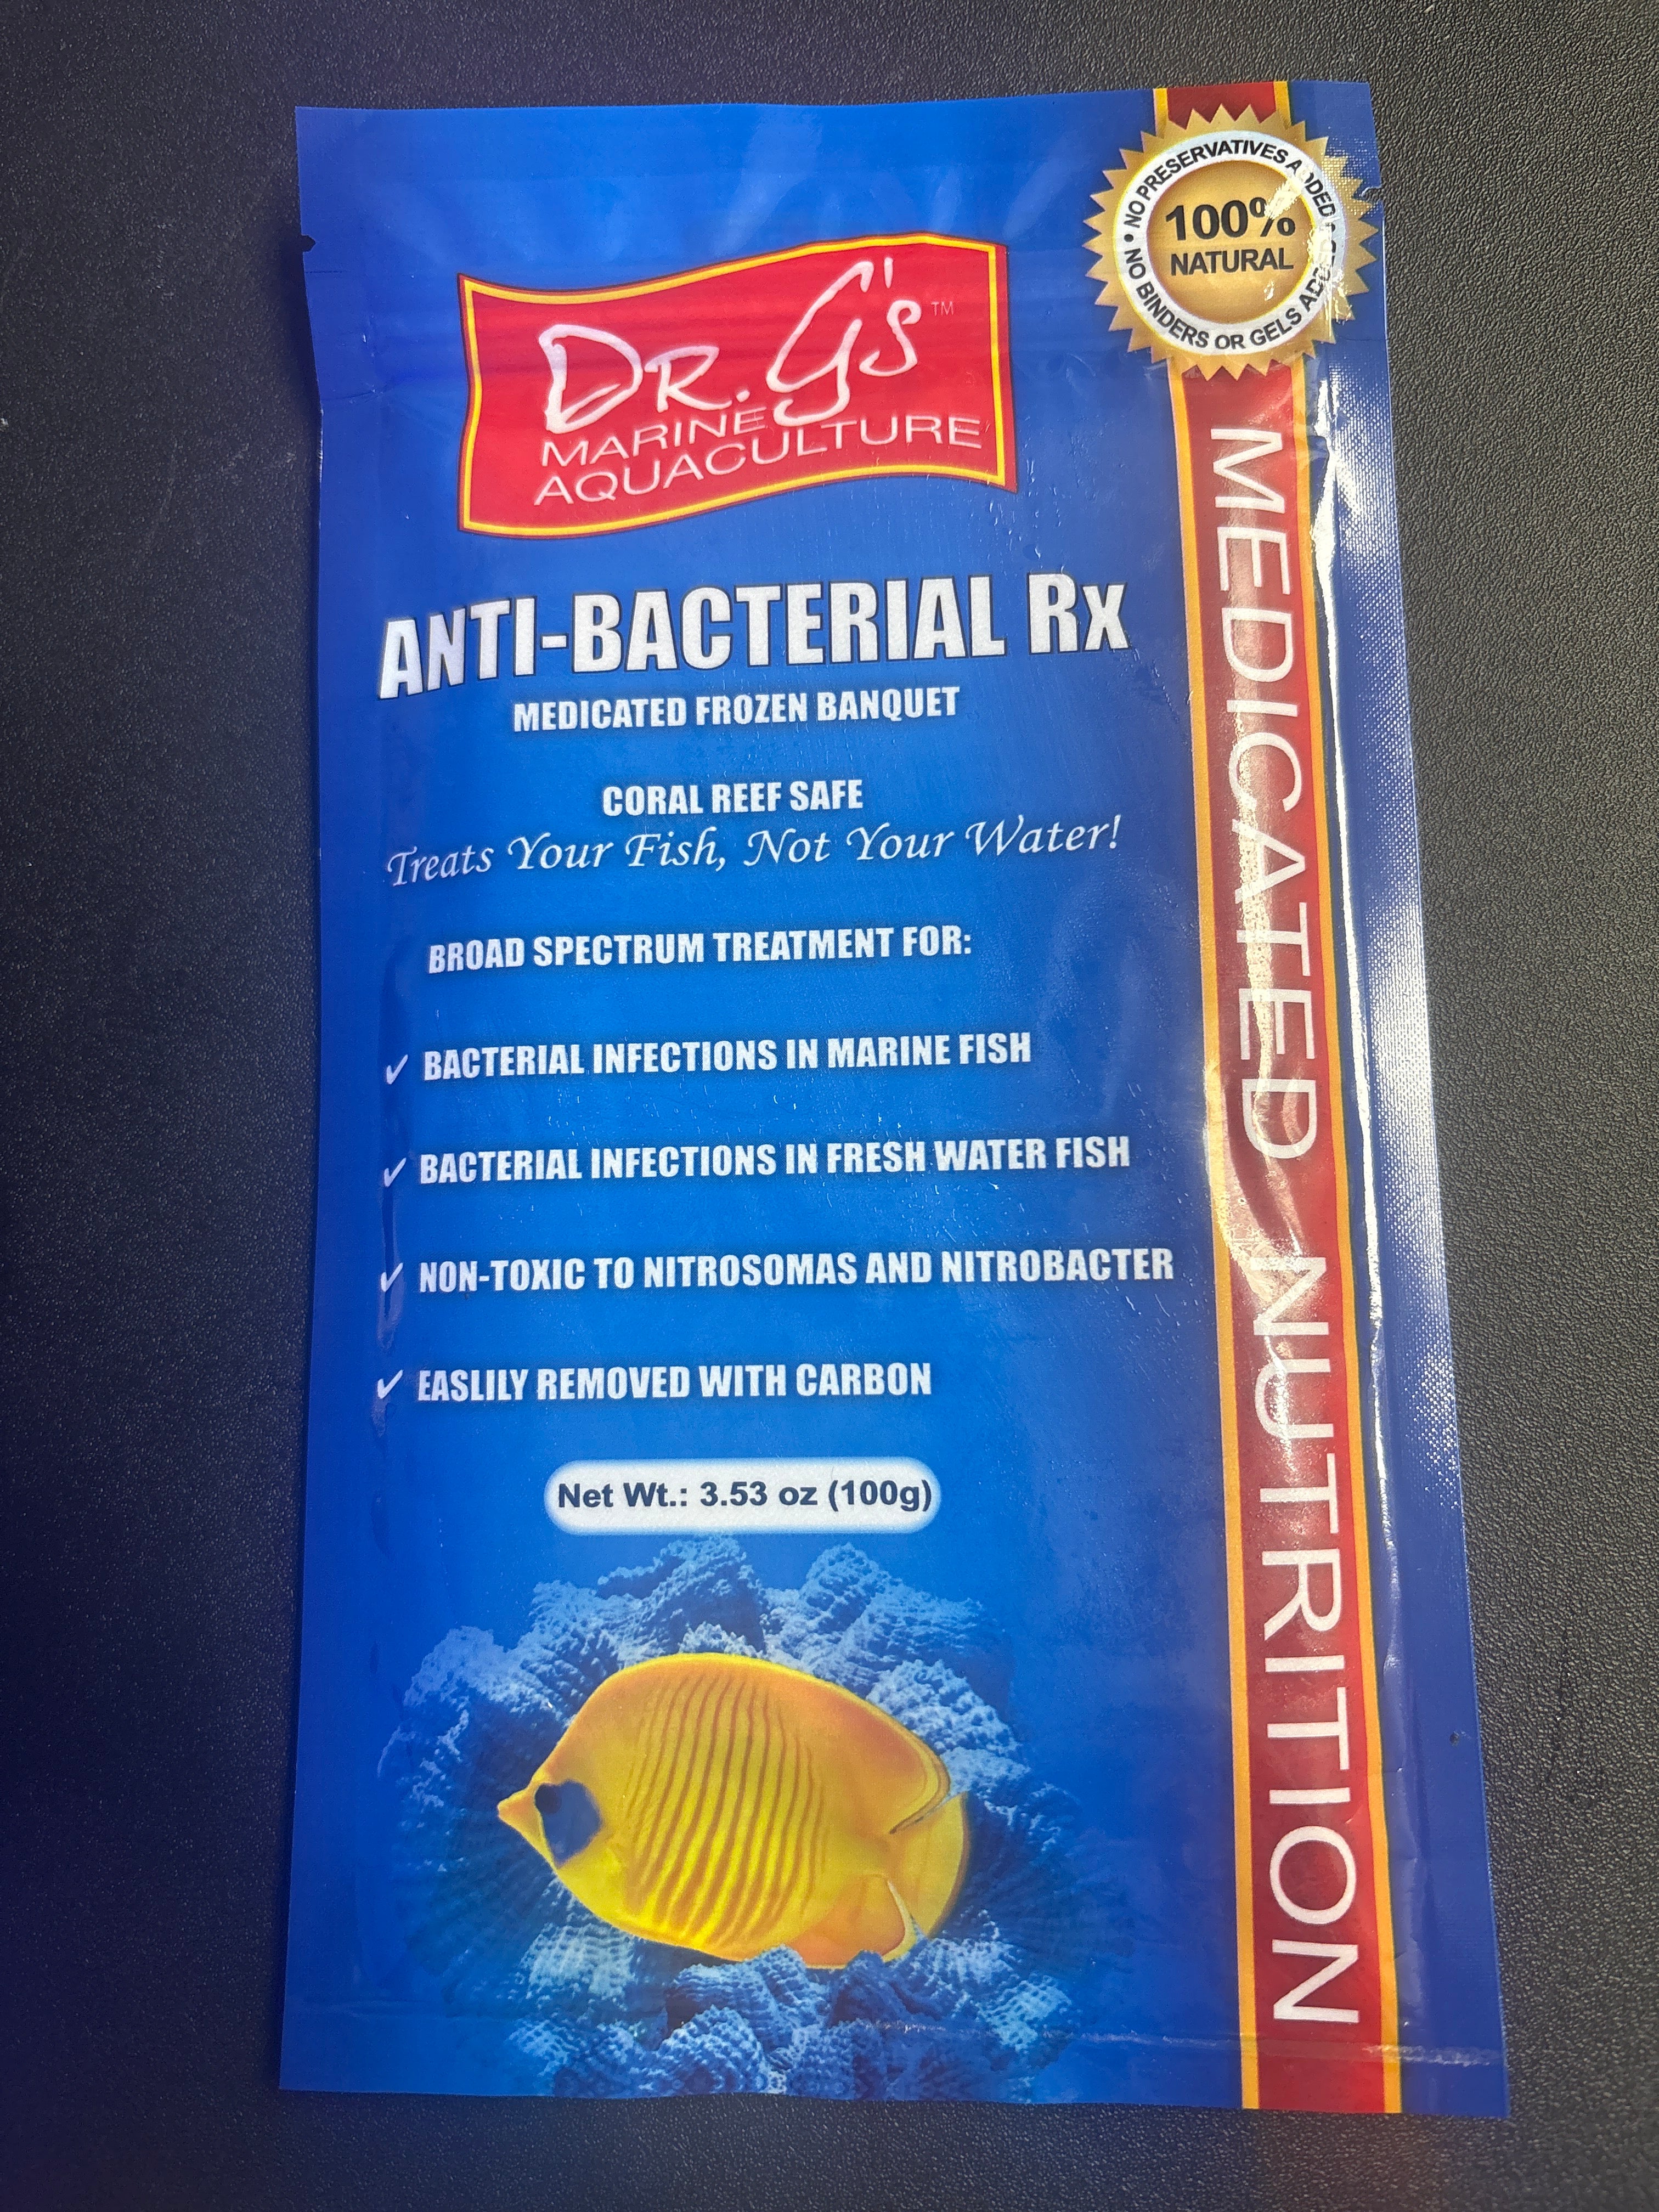 NO PRESERVATIVES ADDED
100%
NATURAL
• NO BINDERS OR GELS ADDED
DR. G's™
MARINE
AQUACULTURE
ANTI-BACTERIAL Rx
MEDICATED FROZEN BANQUET
CORAL REEF SAFE
Treats Your Fish, Not Your Water!
BROAD SPECTRUM TREATMENT FOR:
✓ BACTERIAL INFECTIONS IN MARINE FISH
✓ BACTERIAL INFECTIONS IN FRESH WATER FISH
✓ NON-TOXIC TO NITROSOMAS AND NITROBACTER
✓ EASLILY REMOVED WITH CARBON
Net Wt.: 3.53 oz (100g)
MEDICATED NUTRITION